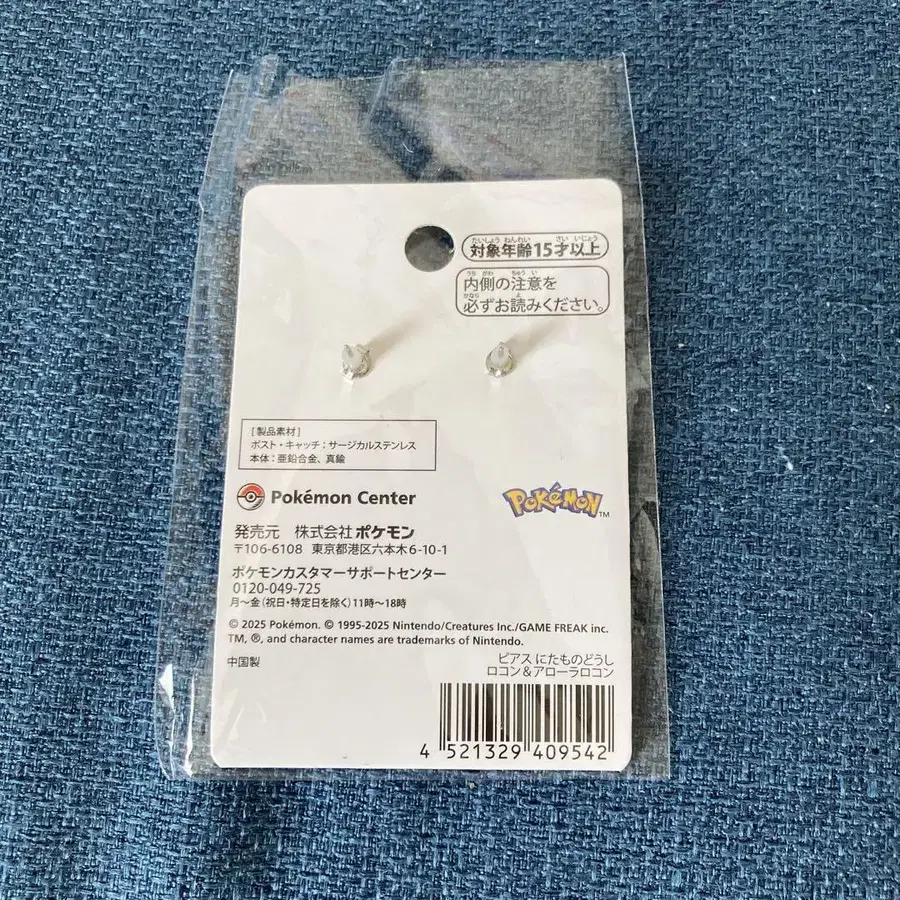 対象年齢15才以上
内側の注意を
必ずお読みください。
[製品素材]
ポスト・キャッチ:サージカルステンレス
本体:亜鉛合金、真鍮
Pokémon Center
POKéMON™
発売元 株式会社ポケモン
〒106-6108 東京都港区六本木6-10-1
ポケモンカスタマーサポートセンター
0120-049-725
月~金(祝日・特定日を除く)11時~18時
© 2025 Pokémon. © 1995-2025 Nintendo/Creatures Inc./GAME FREAK inc.
TM, ®, and character names are trademarks of Nintendo.
中国製
ピアス にたものどうし
ロコン&アローラロコン
4 521329 409542